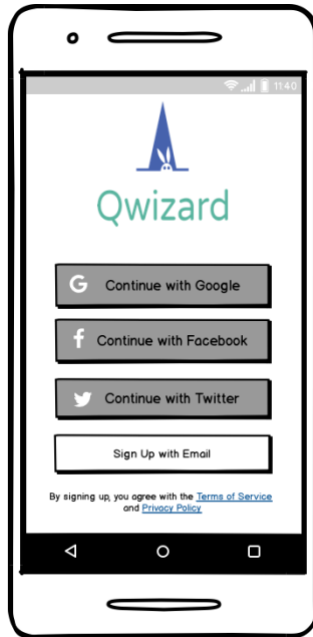 11:40
Qwizard
Continue with Google
Continue with Facebook
Continue with Twitter
Sign Up with Email
By signing up, you agree with the Terms of Service
and Privacy Policy